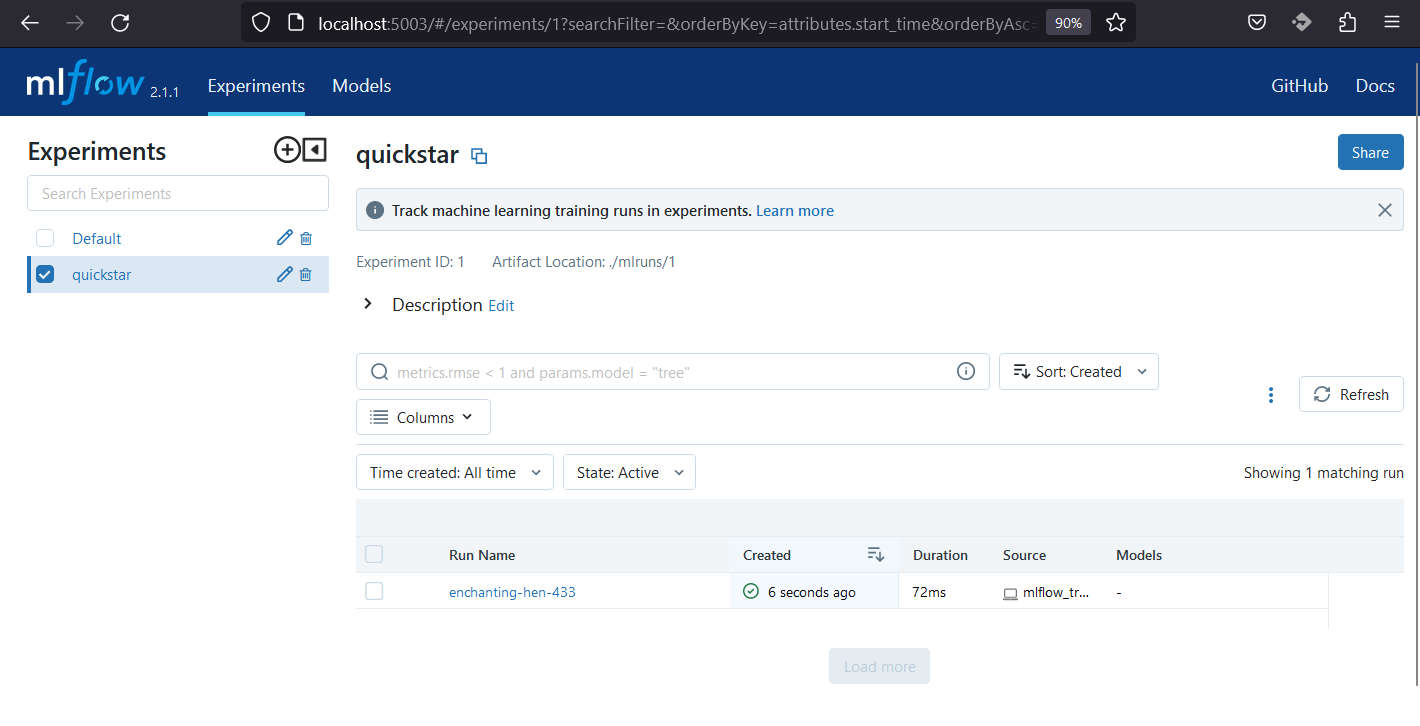 localhost:5003/#/experiments/1?searchFilter=&orderByKey=attributes.start_time&orderByAsc= 90%
mlflow 2.1.1 Experiments Models GitHub Docs
Experiments
Search Experiments
Default
quickstar
quickstar Share
Track machine learning training runs in experiments. Learn more
Experiment ID: 1 Artifact Location: ./mlruns/1
Description Edit
metrics.rmse < 1 and params.model = "tree" Sort: Created
Refresh
Columns
Time created: All time State: Active Showing 1 matching run
Run Name Created Duration Source Models
enchanting-hen-433 6 seconds ago 72ms mlflow_tr... -
Load more